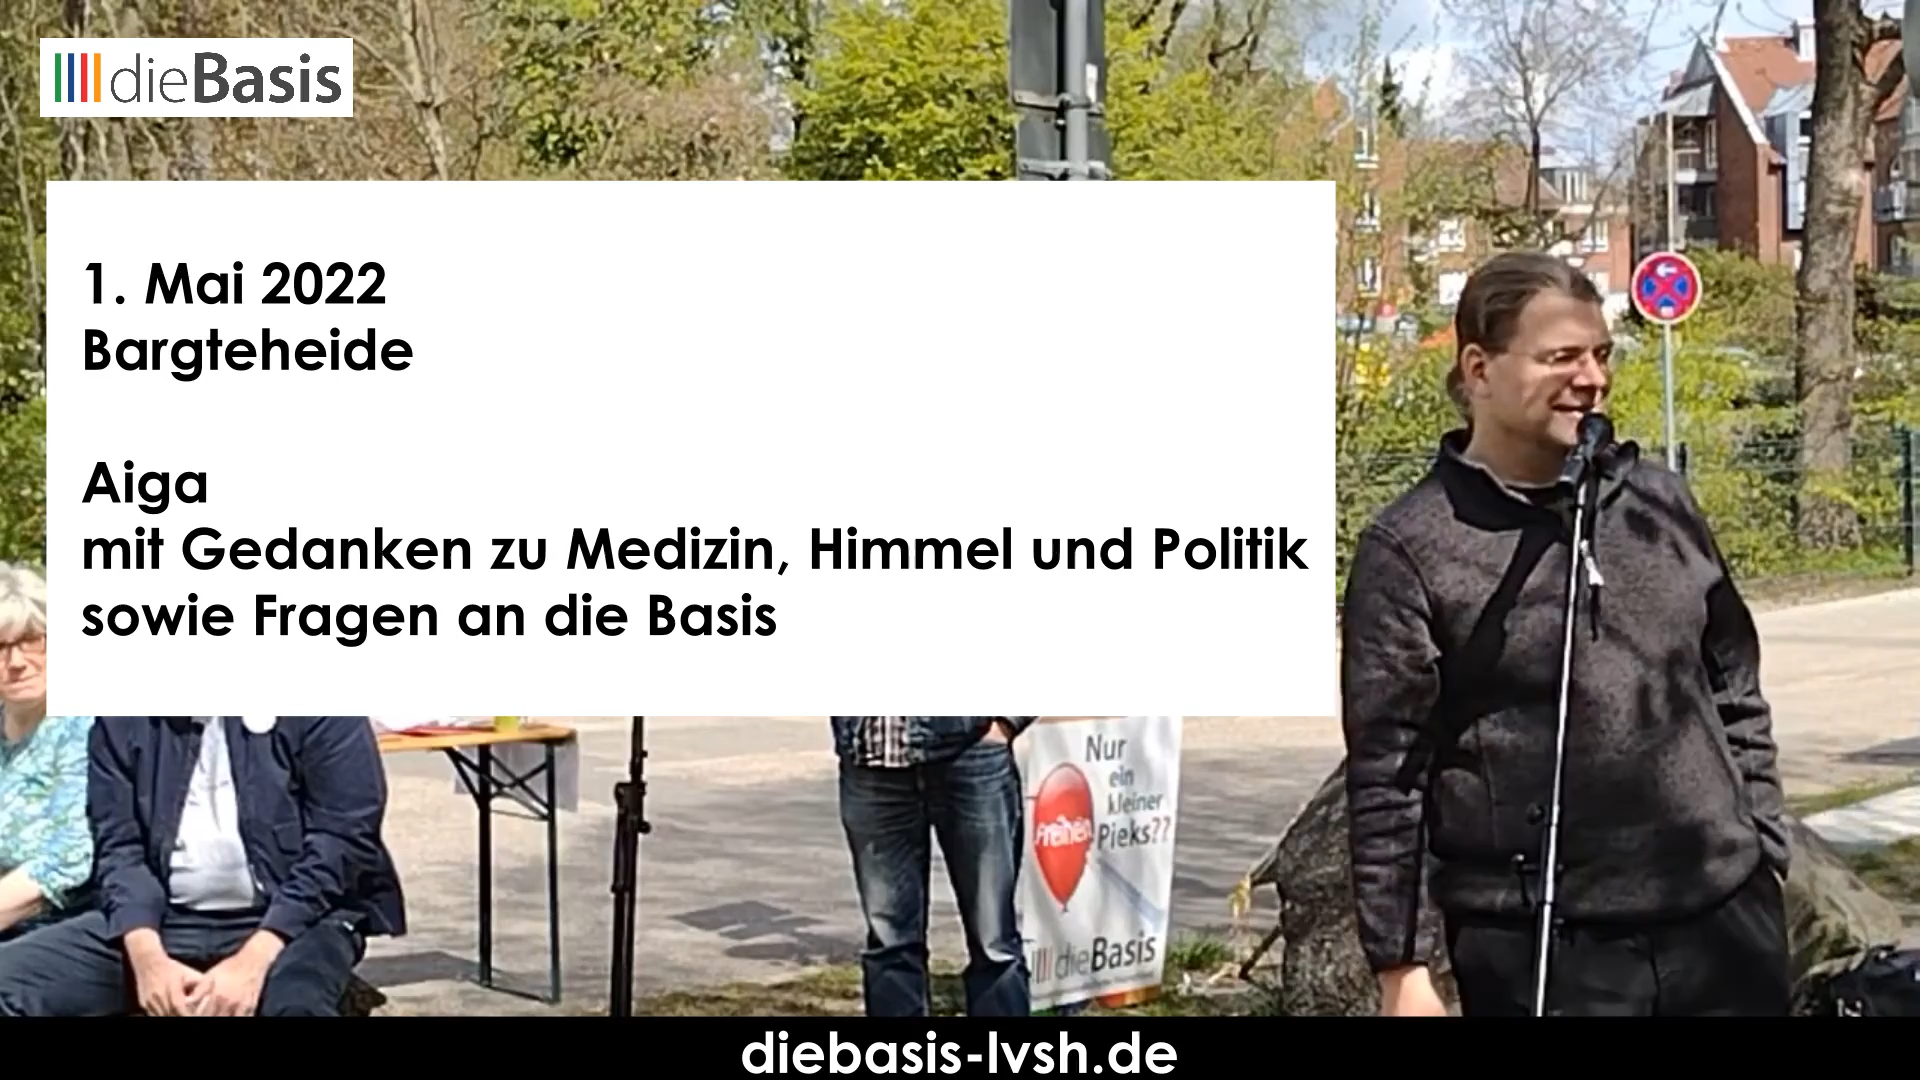 dieBasis
1. Mai 2022
Bargteheide
Aiga
mit Gedanken zu Medizin, Himmel und Politik
sowie Fragen an die Basis
Nur
ein
kleiner
Pieks??
Freiheit
dieBasis
diebasis-lvsh.de